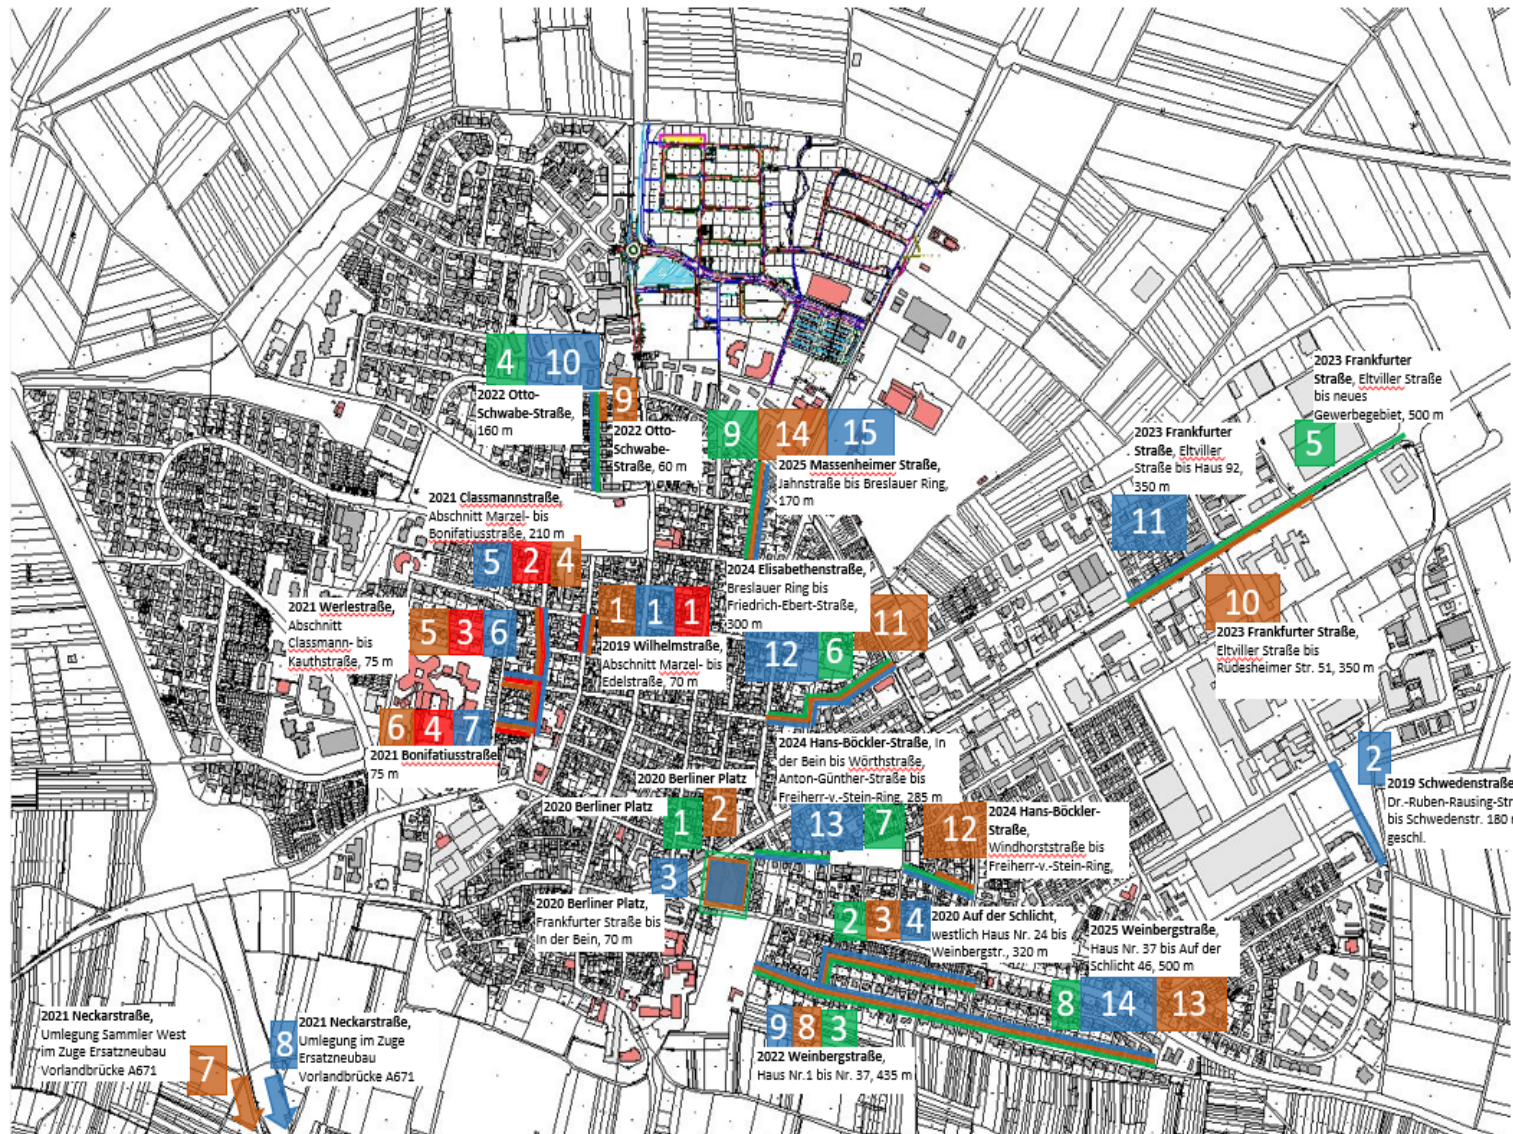 4 10
2022 Otto-
Schwabe-Straße,
160 m
9
2022 Otto-
Schwabe-
Straße, 60 m
9 14 15
2025 Massenheimer Straße,
Jahnstraße bis Breslauer Ring,
170 m
2023 Frankfurter
Straße, Eltviller Straße
bis neues
Gewerbegebiet, 500 m
5
2023 Frankfurter
Straße, Eltviller
Straße bis Haus 92,
350 m
11
10
2023 Frankfurter Straße,
Eltviller Straße bis
Rüdesheimer Str. 51, 350 m
2021 Classmannstraße,
Abschnitt Marzel- bis
Bonifatiusstraße, 210 m
5 2 4
2021 Werlestraße,
Abschnitt
Classmann- bis
Kauthstraße, 75 m
5 3 6
1 1 1
2019 Wilhelmstraße,
Abschnitt Marzel- bis
Edelstraße, 70 m
2024 Elisabethenstraße,
Breslauer Ring bis
Friedrich-Ebert-Straße,
300 m
12 6 11
6 4 7
2021 Bonifatiusstraße
75 m
2024 Hans-Böckler-Straße, In
der Bein bis Wörthstraße,
Anton-Günther-Straße bis
Freiherr-v.-Stein-Ring, 285 m
13 7
2020 Berliner Platz
2020 Berliner Platz
1 2
3
2020 Berliner Platz,
Frankfurter Straße bis
In der Bein, 70 m
12
2024 Hans-Böckler-
Straße,
Windhorststraße bis
Freiherr-v.-Stein-Ring,
2
2019 Schwedenstraße
Dr.-Ruben-Rausing-Str
bis Schwedenstr. 180 m
geschl.
2 3 4
2020 Auf der Schlicht,
westlich Haus Nr. 24 bis
Weinbergstr., 320 m
2025 Weinbergstraße,
Haus Nr. 37 bis Auf der
Schlicht 46, 500 m
8 14 13
9 8 3
2022 Weinbergstraße,
Haus Nr.1 bis Nr. 37, 435 m
2021 Neckarstraße,
Umlegung Sammler West
im Zuge Ersatzneubau
Vorlandbrücke A671
7
8
2021 Neckarstraße,
Umlegung im Zuge
Ersatzneubau
Vorlandbrücke A671